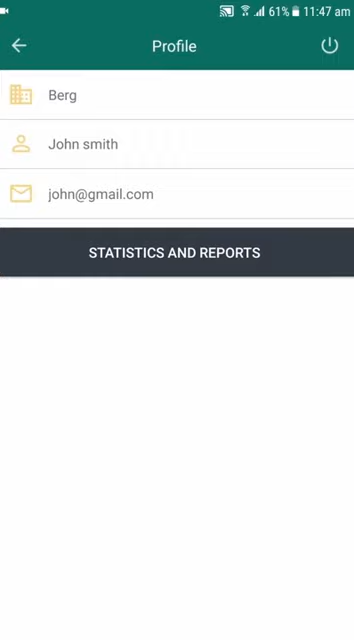 61% 11:47 am
Profile
Berg
John smith
john@gmail.com
STATISTICS AND REPORTS